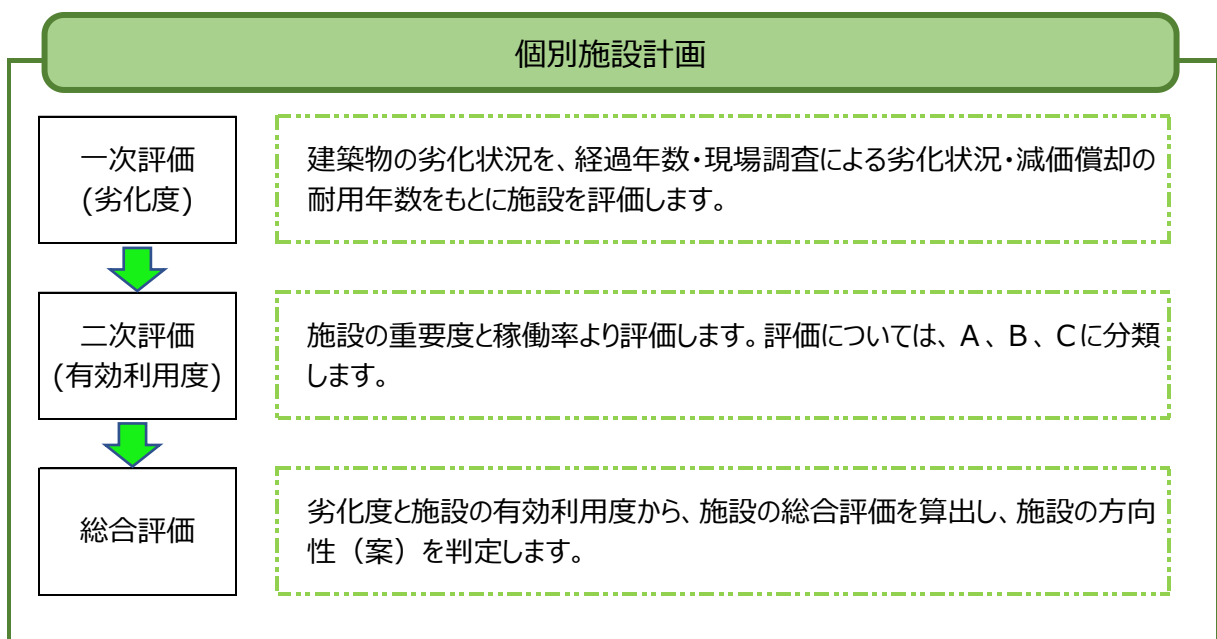 個別施設計画
一次評価
(劣化度)
建築物の劣化状況を、経過年数・現場調査による劣化状況・減価償却の
耐用年数をもとに施設を評価します。
二次評価
(有効利用度)
施設の重要度と稼働率より評価します。評価については、A、B、Cに分類
します。
総合評価
劣化度と施設の有効利用度から、施設の総合評価を算出し、施設の方向
性（案）を判定します。